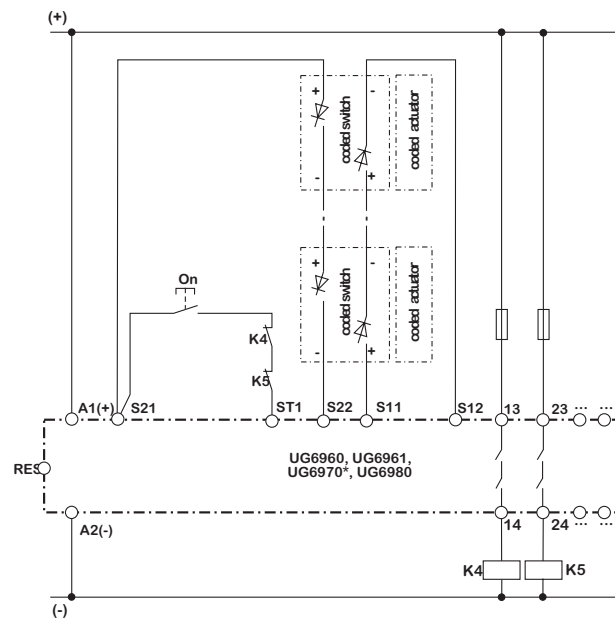 (+)
+
-
coded switch
coded actuator
-
+
+
-
coded switch
coded actuator
-
+
On
K4
K5
A1(+)
S21
ST1
S22
S11
S12
13
23
...
...
UG6960, UG6961,
UG6970*, UG6980
RES
A2(-)
14
24
...
...
K4
K5
(-)